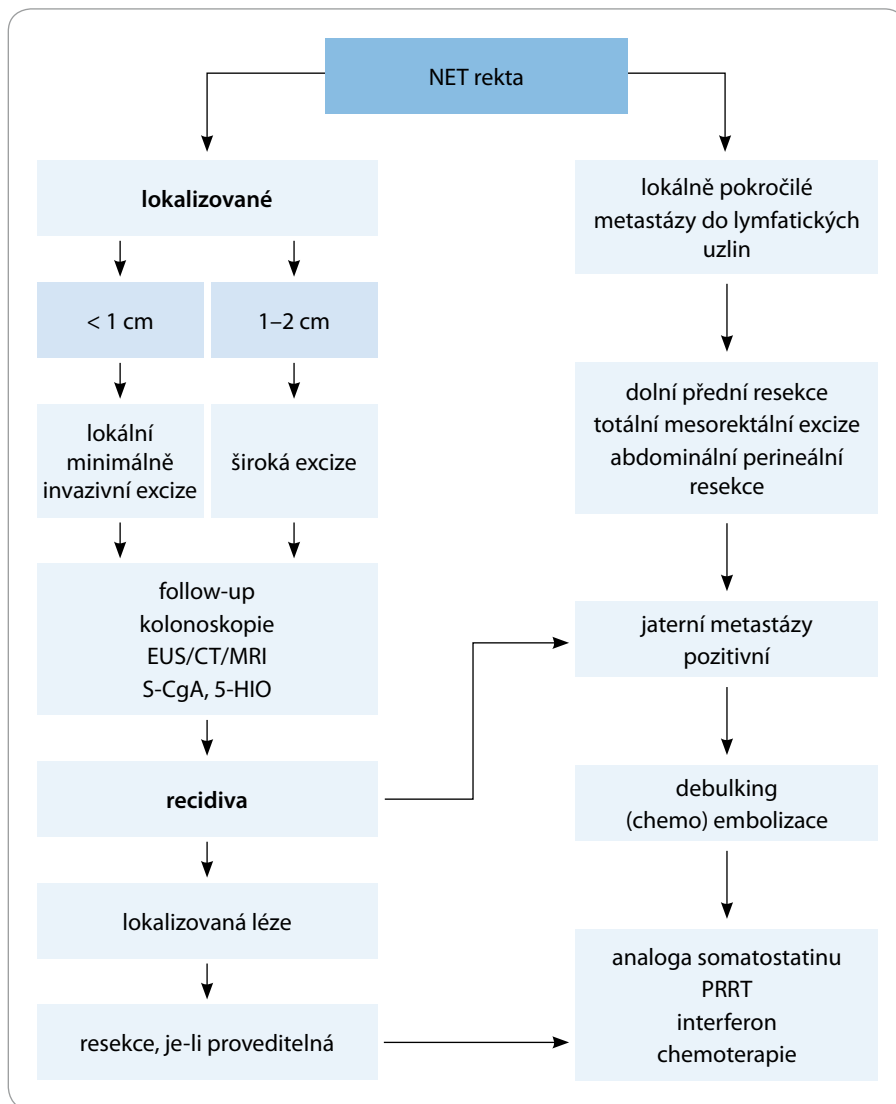 NET rekta
lokalizované
< 1 cm
1–2 cm
lokální
minimálně
invazivní excize
široká excize
follow-up
kolonoskopie
EUS/CT/MRI
S-CgA, 5-HIO
recidiva
lokalizovaná léze
resekce, je-li proveditelná
lokálně pokročilé
metastázy do lymfatických
uzlin
dolní přední resekce
totální mesorektální excize
abdominální perineální
resekce
jaterní metastázy
pozitivní
debulking
(chemo) embolizace
analoga somatostatinu
PRRT
interferon
chemoterapie